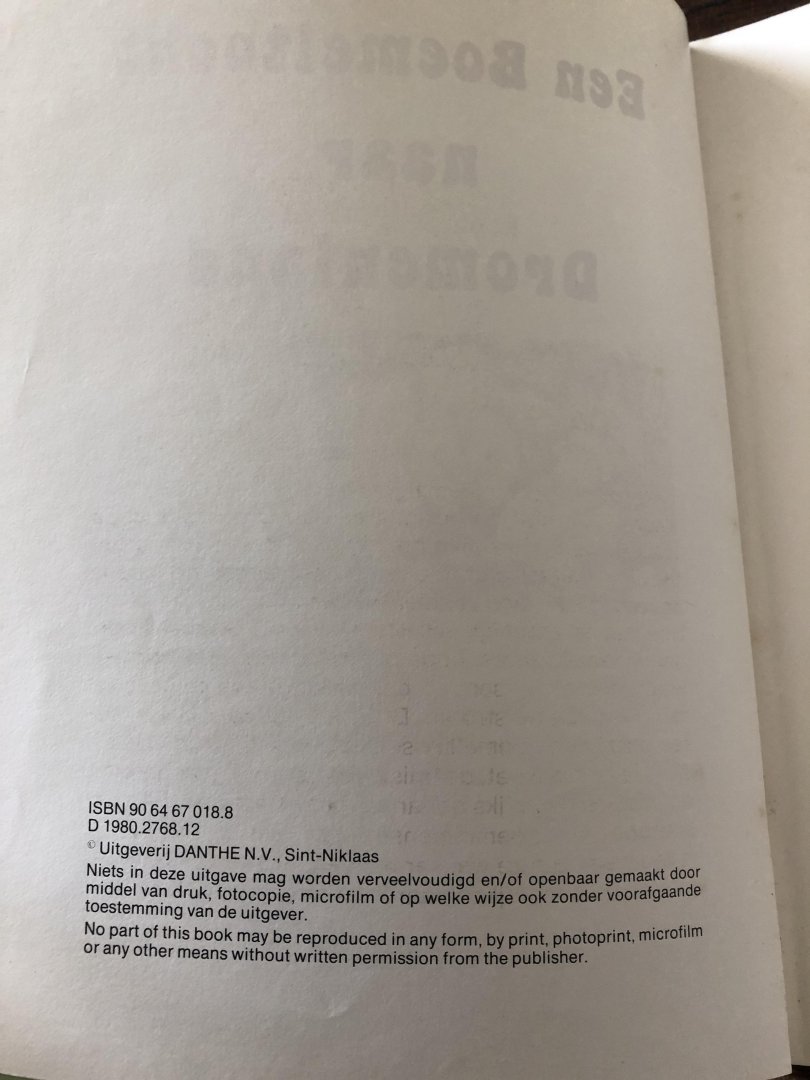 Een
naar
ISBN 90 64 67 018.8
D 1980.2768.12
© Uitgeverij DANTHE N.V., Sint-Niklaas
Niets in deze uitgave mag worden verveelvoudigd en/of openbaar gemaakt door
middel van druk, fotocopie, microfilm of op welke wijze ook zonder voorafgaande
toestemming van de uitgever.
No part of this book may be reproduced in any form, by print, photoprint, microfilm
or any other means without written permission from the publisher.